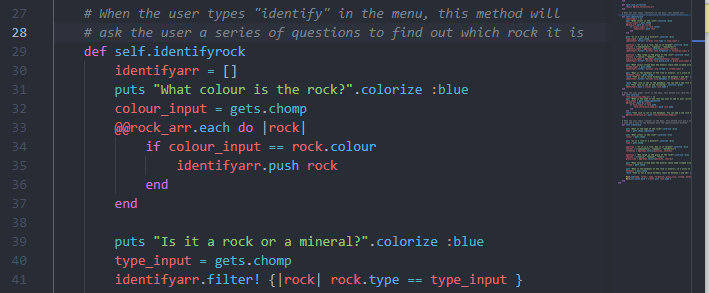 27 # When the user types "identify" in the menu, this method will
28 # ask the user a series of questions to find out which rock it is
29 def self.identifyrock
30 identifyarr = []
31 puts "What colour is the rock?".colorize :blue
32 colour_input = gets.chomp
33 @@rock_arr.each do |rock|
34 if colour_input == rock.colour
35 identifyarr.push rock
36 end
37 end
38
39 puts "Is it a rock or a mineral?".colorize :blue
40 type_input = gets.chomp
41 identifyarr.filter! {|rock| rock.type == type_input }